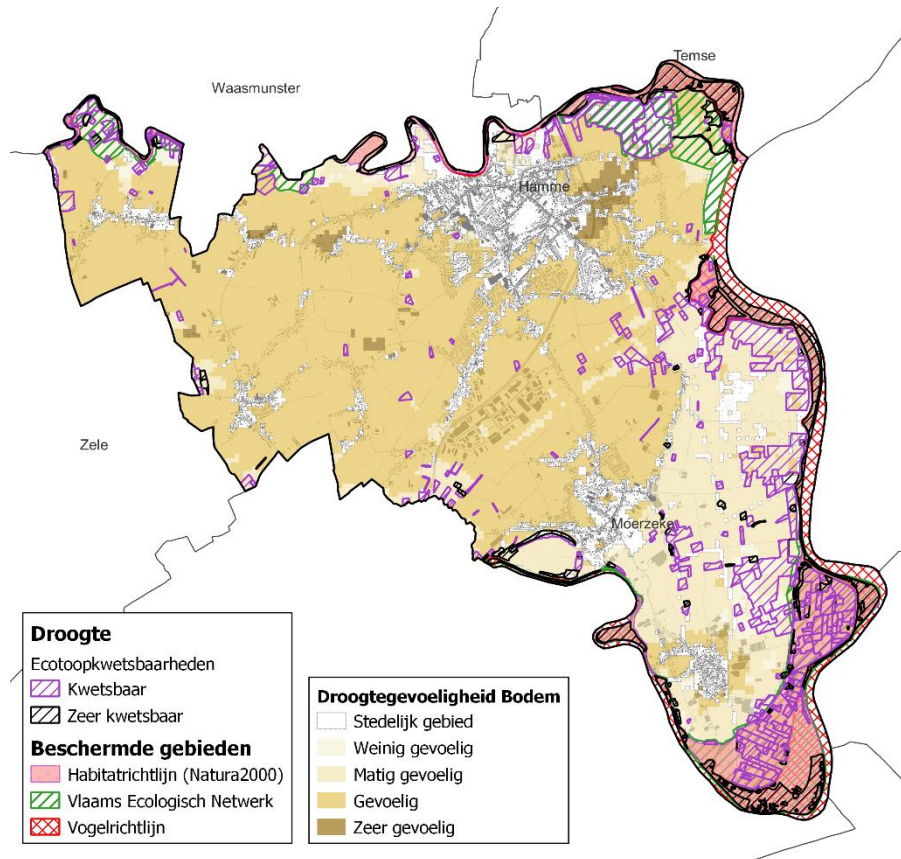 Temse
Waasmunster
Hamme
Zele
Moerzeke
Droogte
Ecotoopkwetsbaarheden
Kwetsbaar
Zeer kwetsbaar
Beschermde gebieden
Habitatrichtlijn (Natura2000)
Vlaams Ecologisch Netwerk
Vogelrichtlijn
Droogtegevoeligheid Bodem
Stedelijk gebied
Weinig gevoelig
Matig gevoelig
Gevoelig
Zeer gevoelig